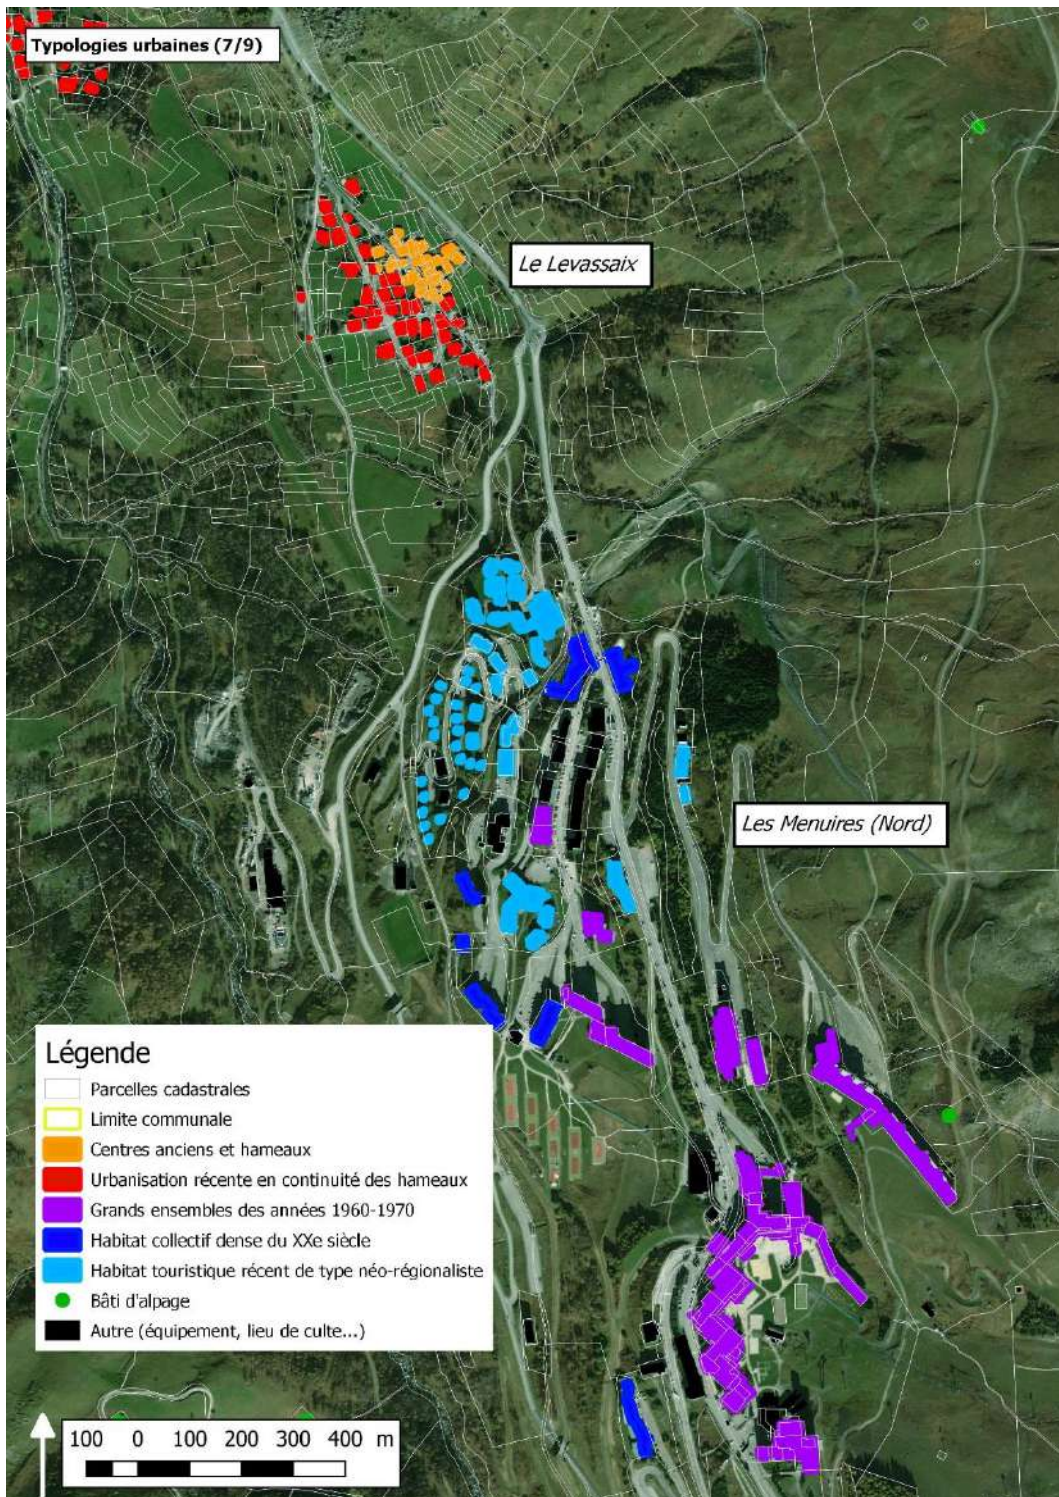 Typologies urbaines (7/9)
Le Levassaix
Les Menuires (Nord)
Légende
Parcelles cadastrales
Limite communale
Centres anciens et hameaux
Urbanisation récente en continuité des hameaux
Grands ensembles des années 1960-1970
Habitat collectif dense du XXe siècle
Habitat touristique récent de type néo-régionaliste
Bâti d'alpage
Autre (équipement, lieu de culte...)
100 0 100 200 300 400 m